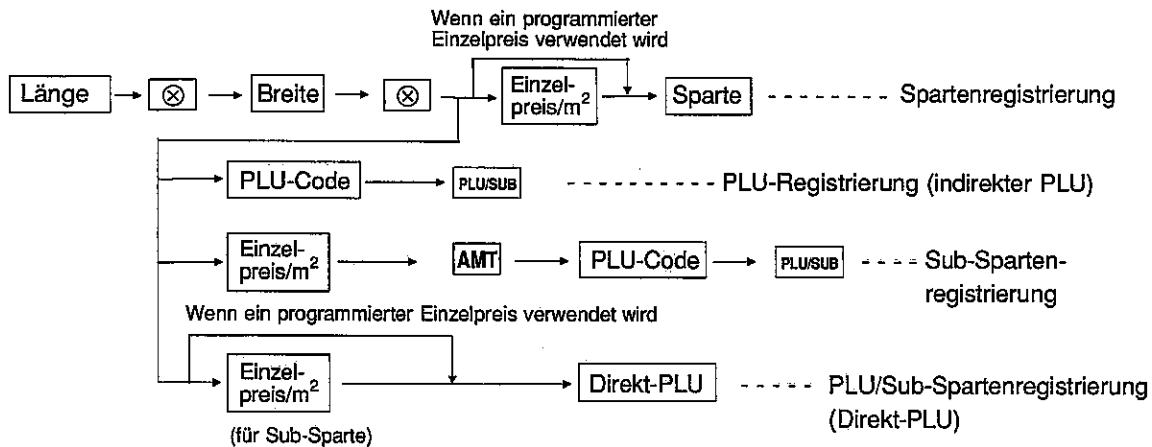 Wenn ein programmierter
Einzelpreis verwendet wird
Länge ⊗ Breite ⊗ Einzel-
preis/m² Sparte - - - - - - - Spartenregistrierung
PLU-Code PLU/SUB - - - - - - - PLU-Registrierung (indirekter PLU)
Einzel-
preis/m² AMT PLU-Code PLU/SUB - - - - Sub-Sparten-
registrierung
Wenn ein programmierter Einzelpreis verwendet wird
Einzel-
preis/m² Direkt-PLU - - - - - PLU/Sub-Spartenregistrierung
(Direkt-PLU)
(für Sub-Sparte)